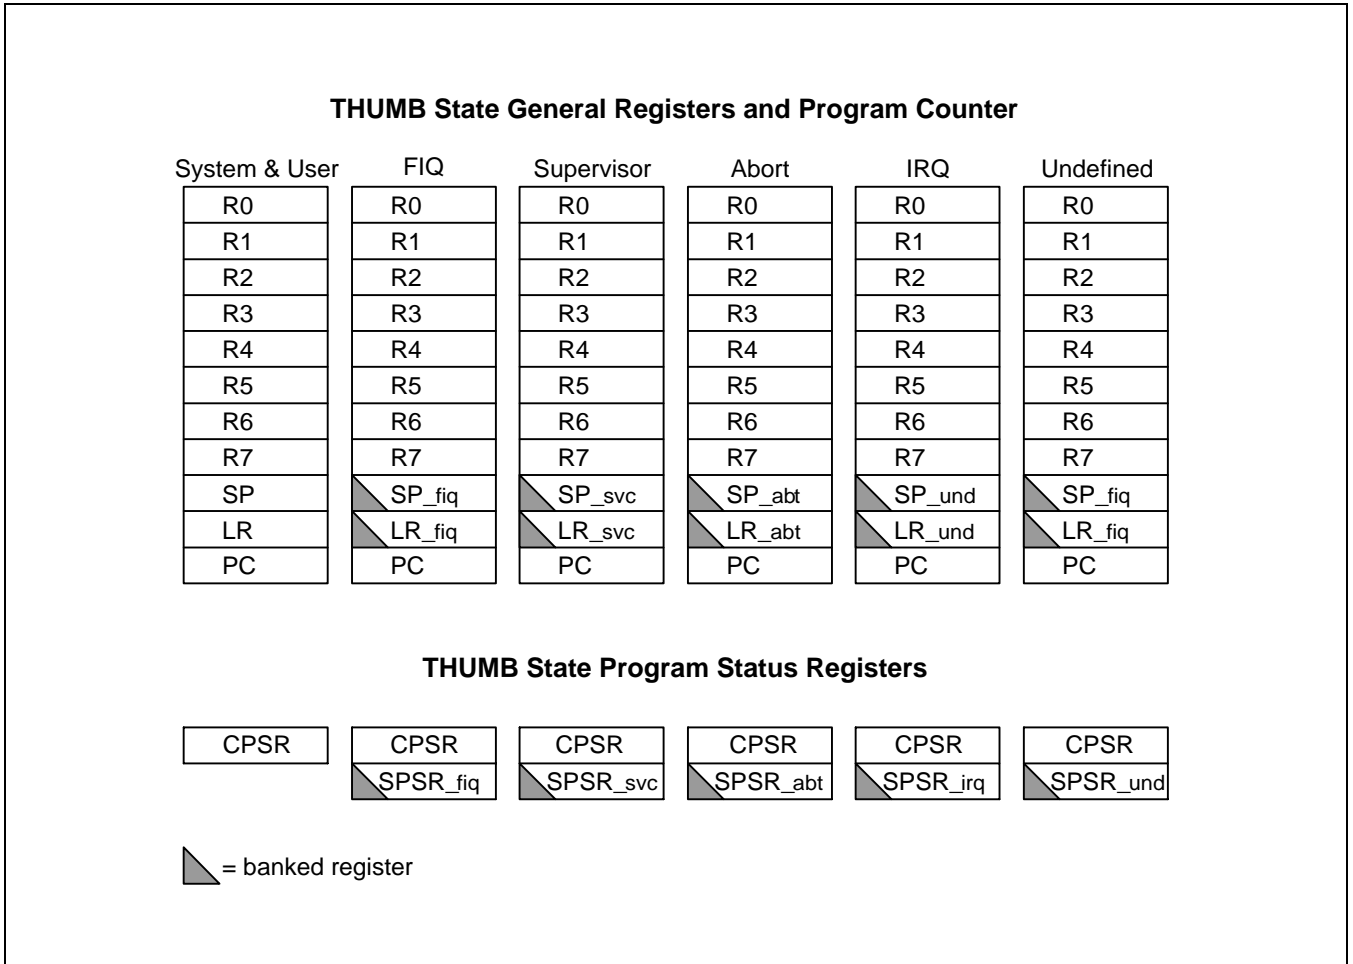 THUMB State General Registers and Program Counter
System & User FIQ Supervisor Abort IRQ Undefined
R0 R0 R0 R0 R0 R0
R1 R1 R1 R1 R1 R1
R2 R2 R2 R2 R2 R2
R3 R3 R3 R3 R3 R3
R4 R4 R4 R4 R4 R4
R5 R5 R5 R5 R5 R5
R6 R6 R6 R6 R6 R6
R7 R7 R7 R7 R7 R7
SP SP_fiq SP_svc SP_abt SP_und SP_fiq
LR LR_fiq LR_svc LR_abt LR_und LR_fiq
PC PC PC PC PC PC
THUMB State Program Status Registers
CPSR CPSR CPSR CPSR CPSR CPSR
SPSR_fiq SPSR_svc SPSR_abt SPSR_irq SPSR_und
= banked register